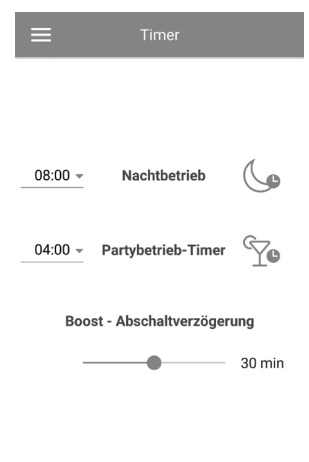 Timer
08:00 Nachtbetrieb
04:00 Partybetrieb-Timer
Boost - Abschaltverzögerung
30 min